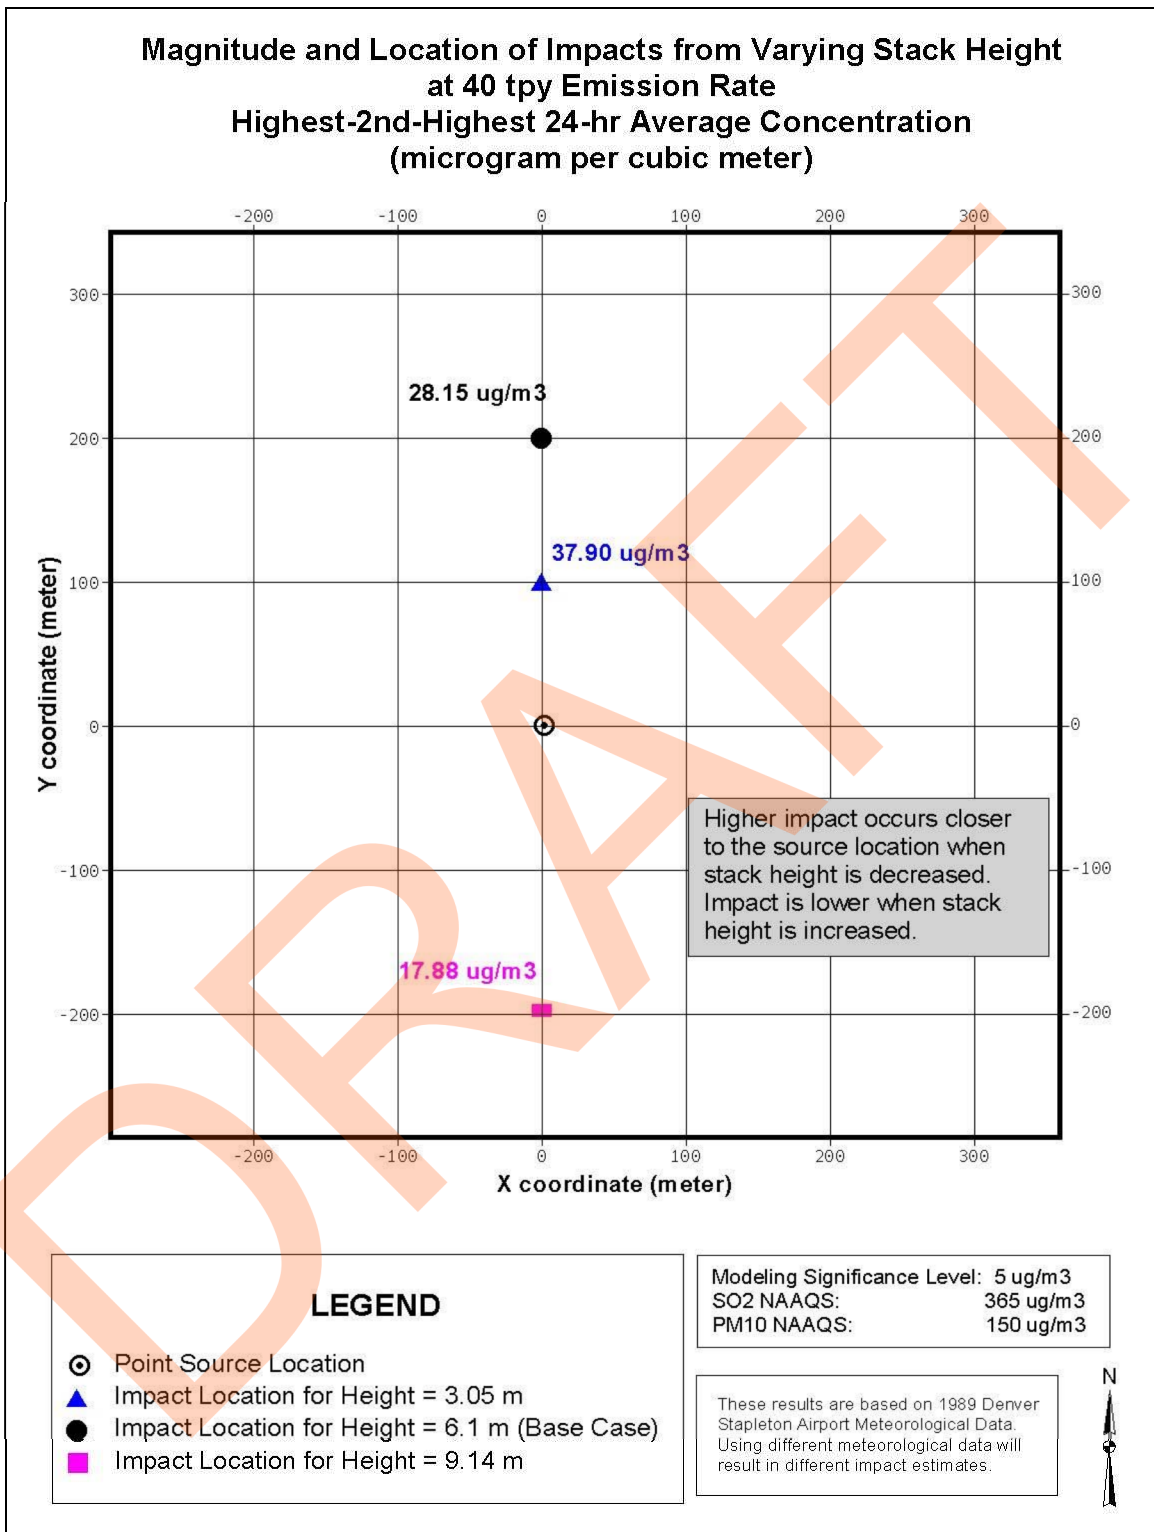 Magnitude and Location of Impacts from Varying Stack Height
at 40 tpy Emission Rate
Highest-2nd-Highest 24-hr Average Concentration
(microgram per cubic meter)
-200 -100 0 100 200 300
300 300
28.15 ug/m3
200 200
37.90 ug/m3
100 100
Y coordinate (meter)
0 0
Higher impact occurs closer
to the source location when
stack height is decreased.
Impact is lower when stack
height is increased.
-100 -100
17.88 ug/m3
-200 -200
-200 -100 0 100 200 300
X coordinate (meter)
DRAFT
LEGEND
Point Source Location
Impact Location for Height = 3.05 m
Impact Location for Height = 6.1 m (Base Case)
Impact Location for Height = 9.14 m
Modeling Significance Level: 5 ug/m3
SO2 NAAQS: 365 ug/m3
PM10 NAAQS: 150 ug/m3
These results are based on 1989 Denver
Stapleton Airport Meteorological Data.
Using different meteorological data will
result in different impact estimates.
N